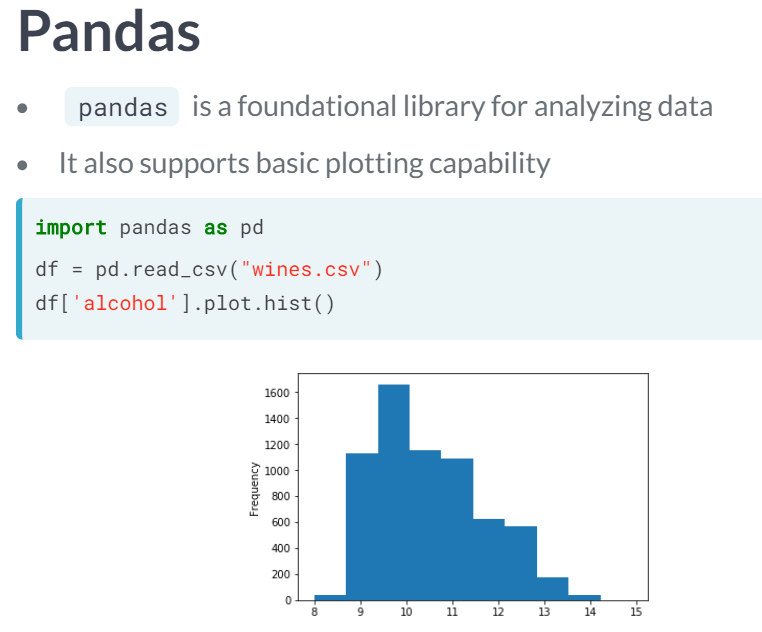 Pandas
• pandas is a foundational library for analyzing data
• It also supports basic plotting capability
import pandas as pd
df = pd.read_csv("wines.csv")
df['alcohol'].plot.hist()
1600
1400
1200
1000
800
600
400
200
0
Frequency
8 9 10 11 12 13 14 15